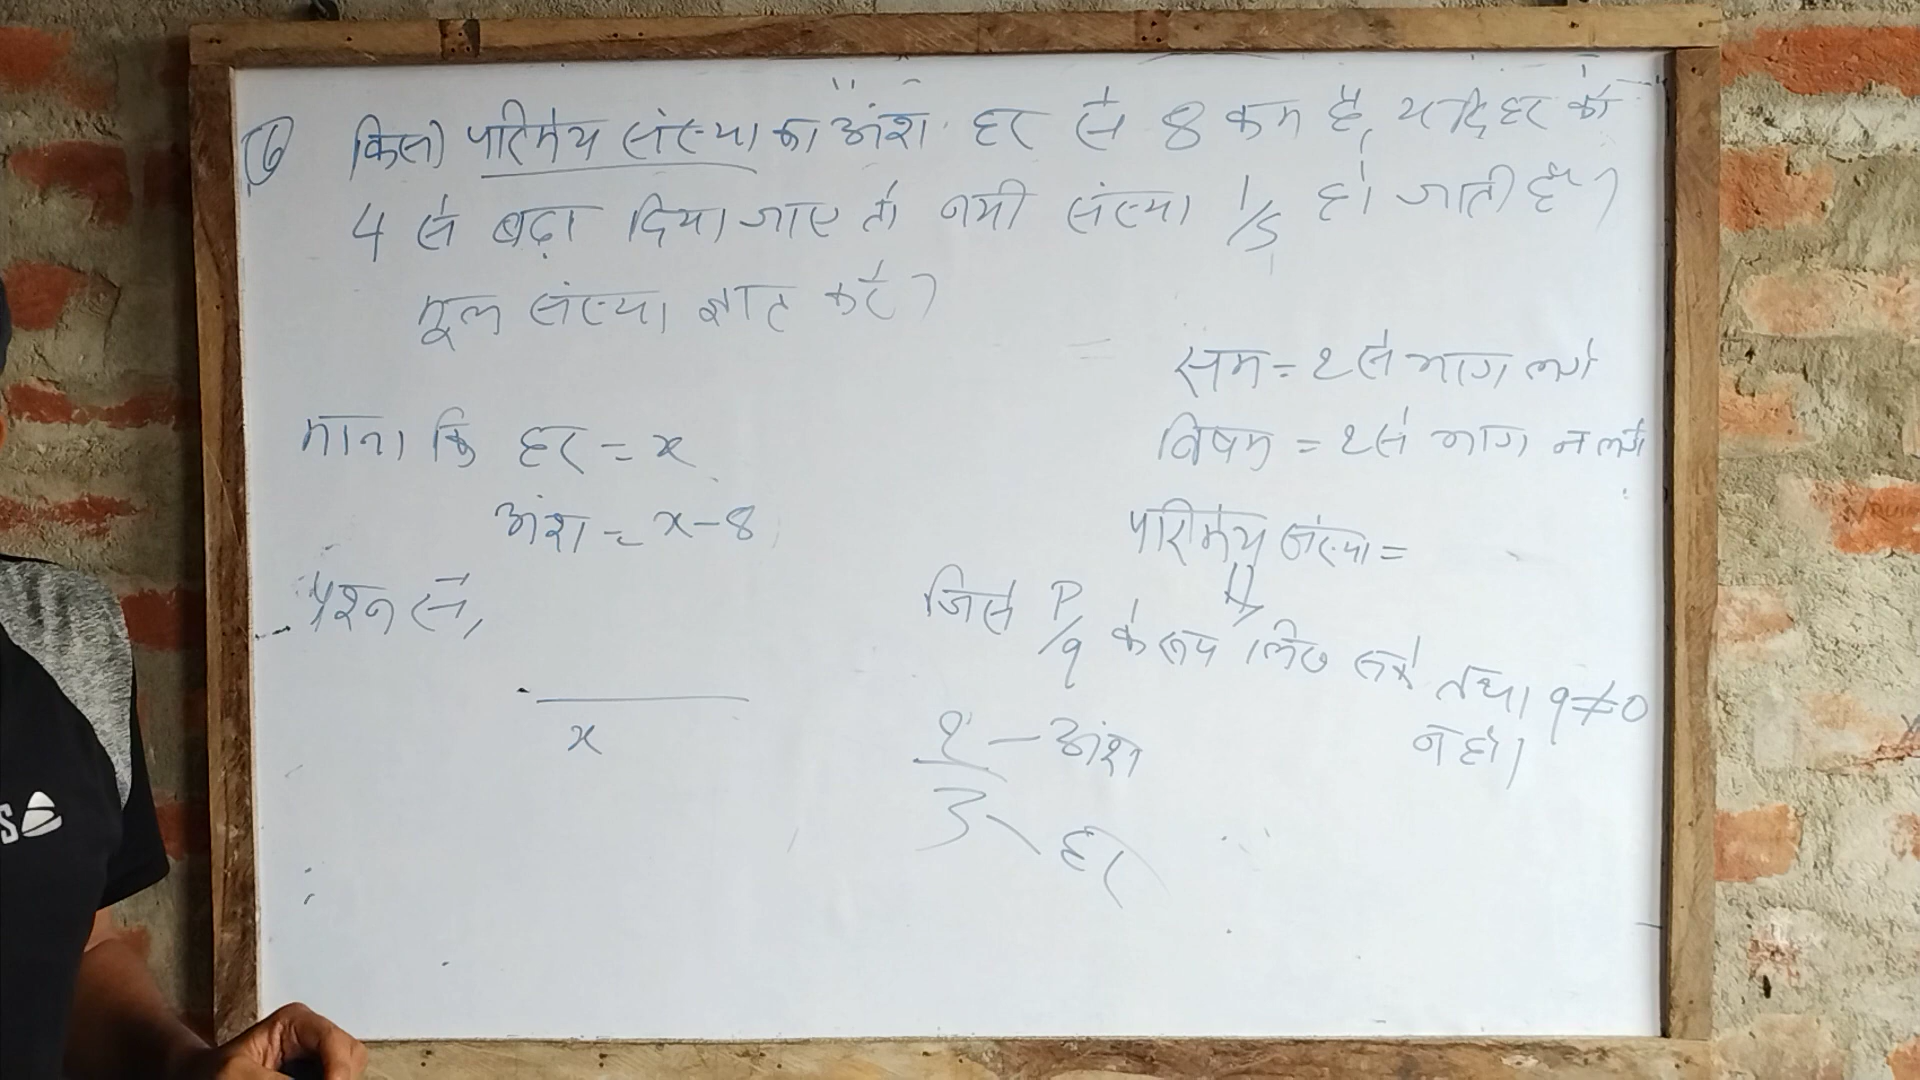 ⑥ किसी परिमेय संख्या का अंश हर से 8 कम है, यदि हर को
4 से बढ़ा दिया जाए तो नयी संख्या 1/5 हो जाती है।
मूल संख्या ज्ञात करें।
माना कि हर = x
अंश = x-8
प्रश्न से,
x
सम = 2 से भाग लगे
विषम = 2 से भाग न लगे
परिमेय संख्या =
जिसे P/q के रूप लिख सके तथा q≠0
न हो।
2 — अंश
3 — हर
S